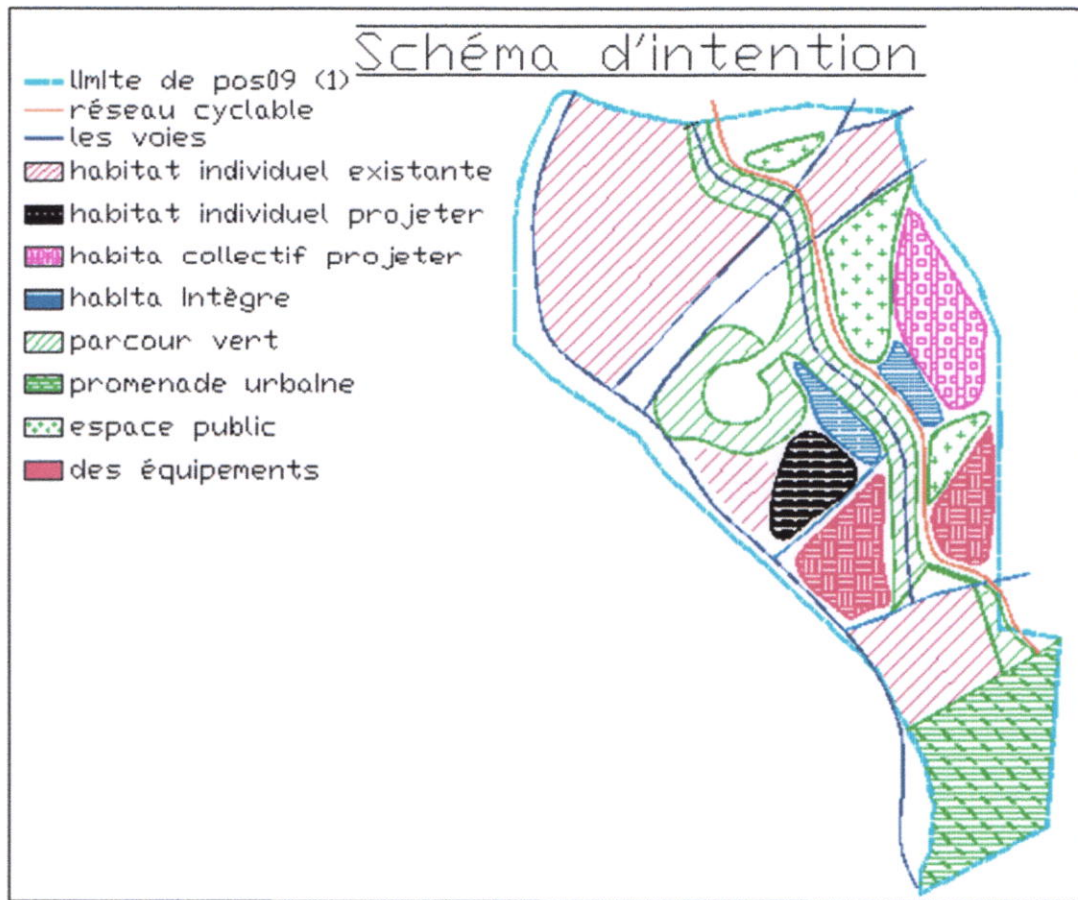 Schéma d'intention
limite de pos09 (1)
réseau cyclable
les voies
habitat individuel existante
habitat individuel projeter
habita collectif projeter
habita Intègre
parcour vert
promenade urbaine
espace public
des équipements